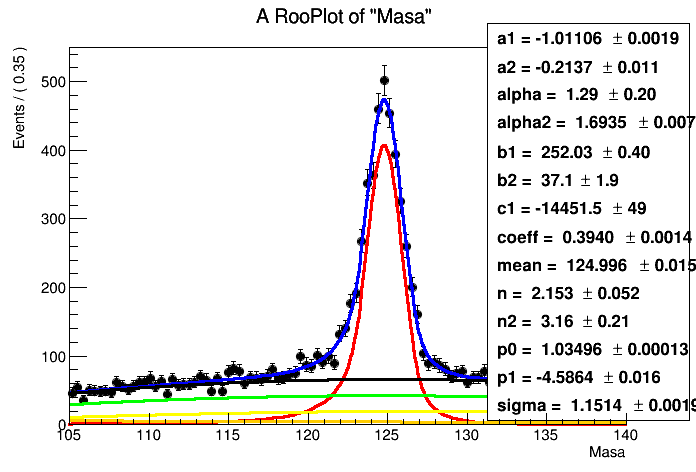 A RooPlot of "Masa"
Events / ( 0.35 )
500
400
300
200
100
0
105 110 115 120 125 130 135 140
Masa
a1 = -1.01106 ± 0.0019
a2 = -0.2137 ± 0.011
alpha = 1.29 ± 0.20
alpha2 = 1.6935 ± 0.007
b1 = 252.03 ± 0.40
b2 = 37.1 ± 1.9
c1 = -14451.5 ± 49
coeff = 0.3940 ± 0.0014
mean = 124.996 ± 0.015
n = 2.153 ± 0.052
n2 = 3.16 ± 0.21
p0 = 1.03496 ± 0.00013
p1 = -4.5864 ± 0.016
sigma = 1.1514 ± 0.0019